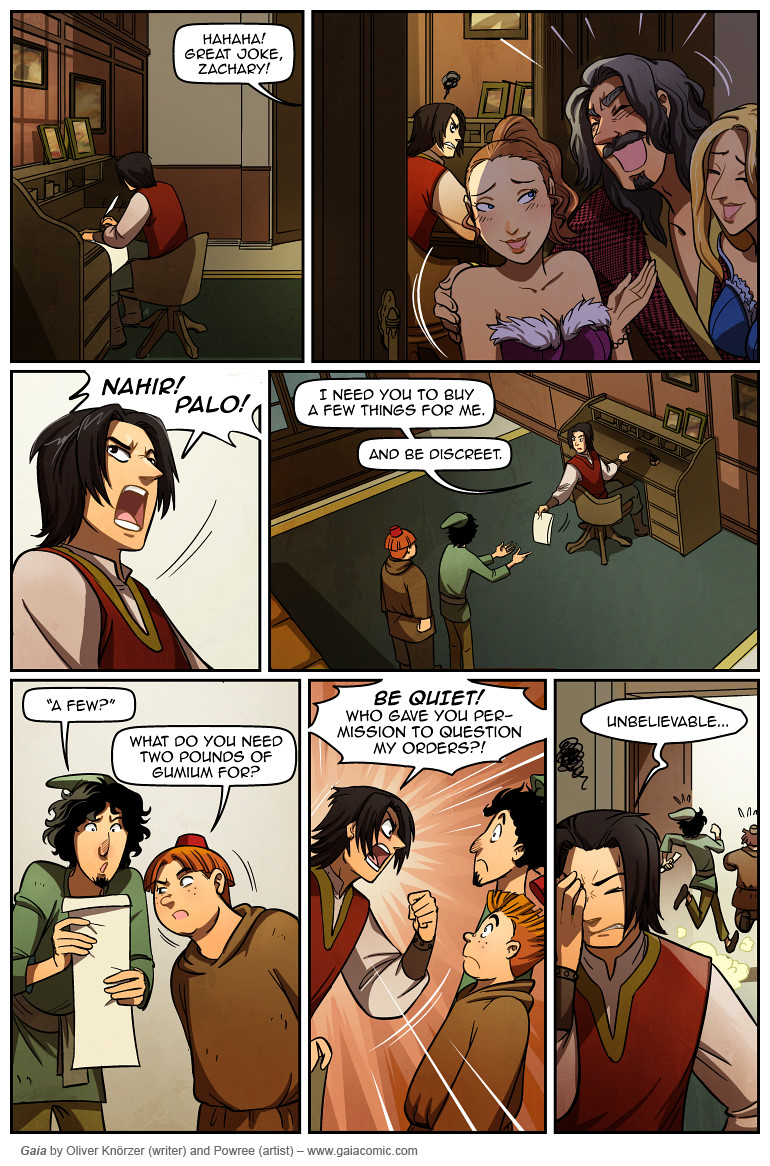 HAHAHA!
GREAT JOKE,
ZACHARY!
NAHIR!
PALO!
I NEED YOU TO BUY
A FEW THINGS FOR ME.
AND BE DISCREET.
"A FEW?"
WHAT DO YOU NEED
TWO POUNDS OF
GUMIUM FOR?
BE QUIET!
WHO GAVE YOU PER-
MISSION TO QUESTION
MY ORDERS?!
UNBELIEVABLE...
Gaia by Oliver Knörzer (writer) and Powree (artist) – www.gaiacomic.com